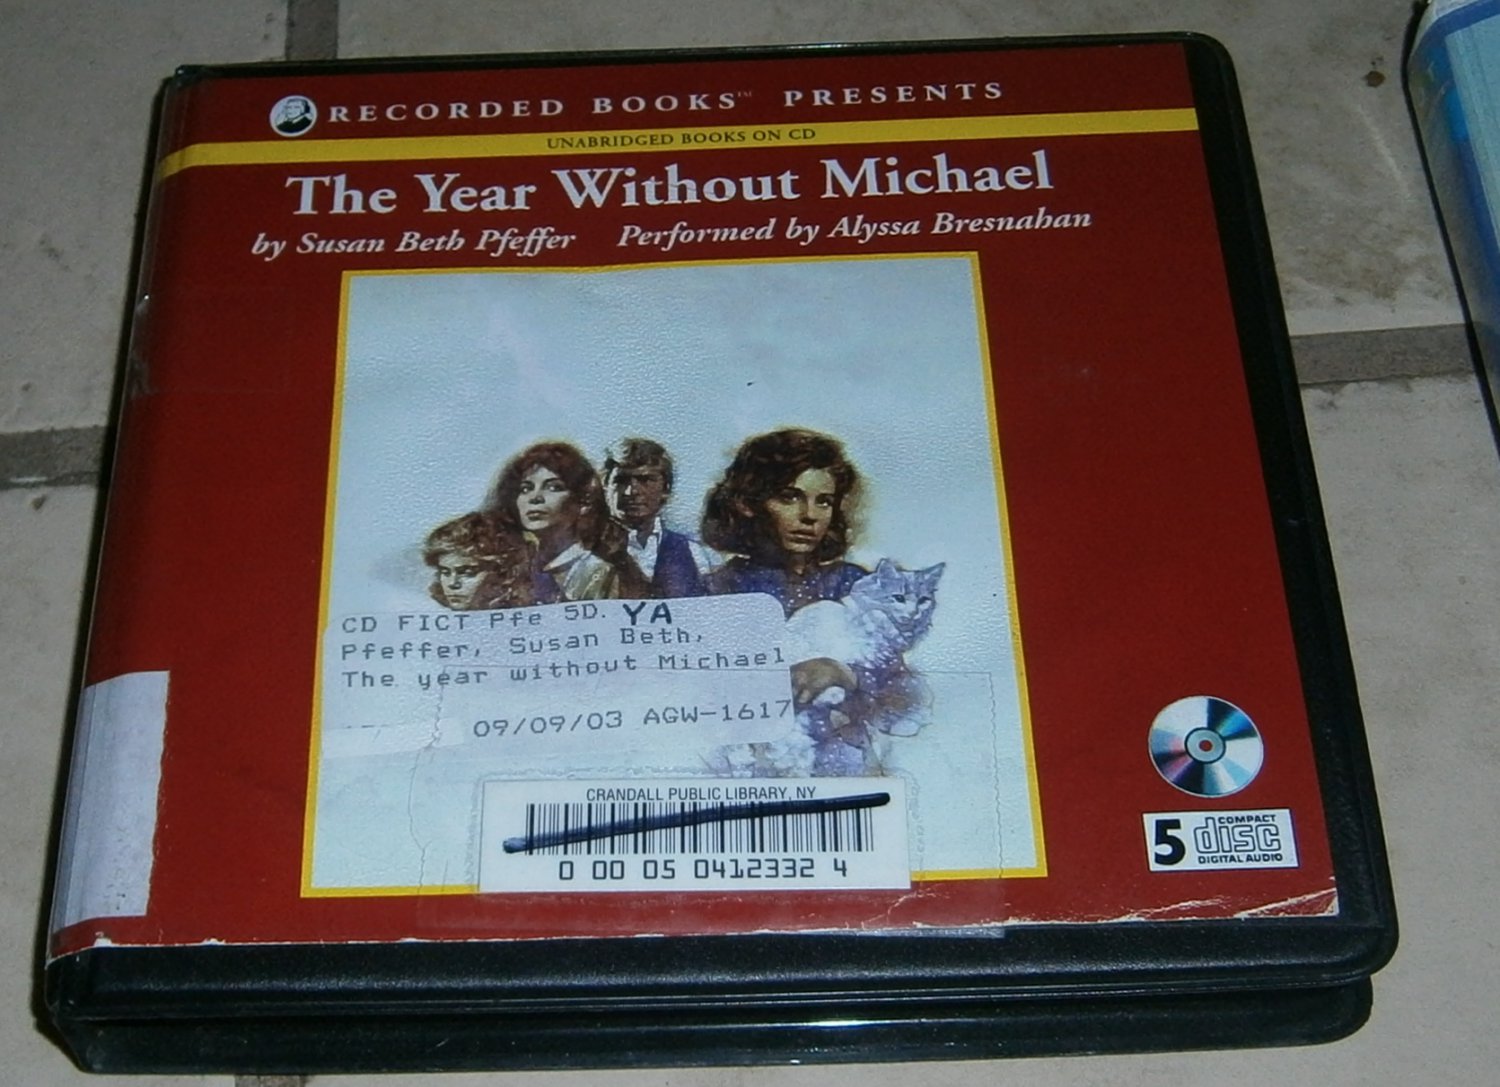 RECORDED BOOKS™ PRESENTS
UNABRIDGED BOOKS ON CD
The Year Without Michael
by Susan Beth Pfeffer Performed by Alyssa Bresnahan
CD FICT Pfe 5D. YA
Pfeffer, Susan Beth,
The year without Michael
09/09/03 AGW-1617
CRANDALL PUBLIC LIBRARY, NY
0 00 05 0412332 4
5 COMPACT
disc
DIGITAL AUDIO